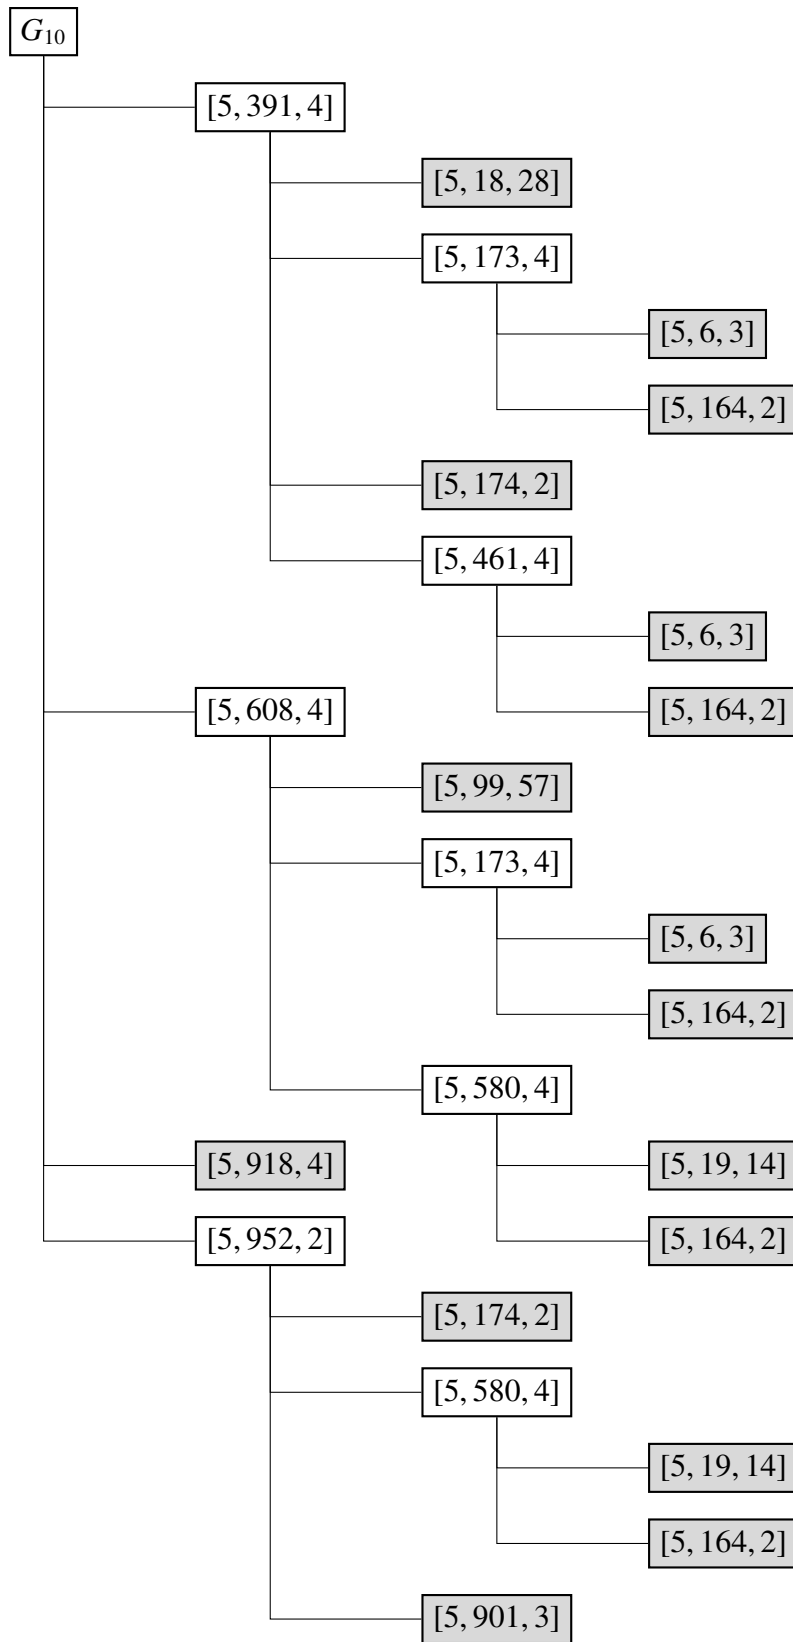 G10
[5, 391, 4]
[5, 18, 28]
[5, 173, 4]
[5, 6, 3]
[5, 164, 2]
[5, 174, 2]
[5, 461, 4]
[5, 6, 3]
[5, 164, 2]
[5, 608, 4]
[5, 99, 57]
[5, 173, 4]
[5, 6, 3]
[5, 164, 2]
[5, 580, 4]
[5, 19, 14]
[5, 918, 4]
[5, 164, 2]
[5, 952, 2]
[5, 174, 2]
[5, 580, 4]
[5, 19, 14]
[5, 164, 2]
[5, 901, 3]